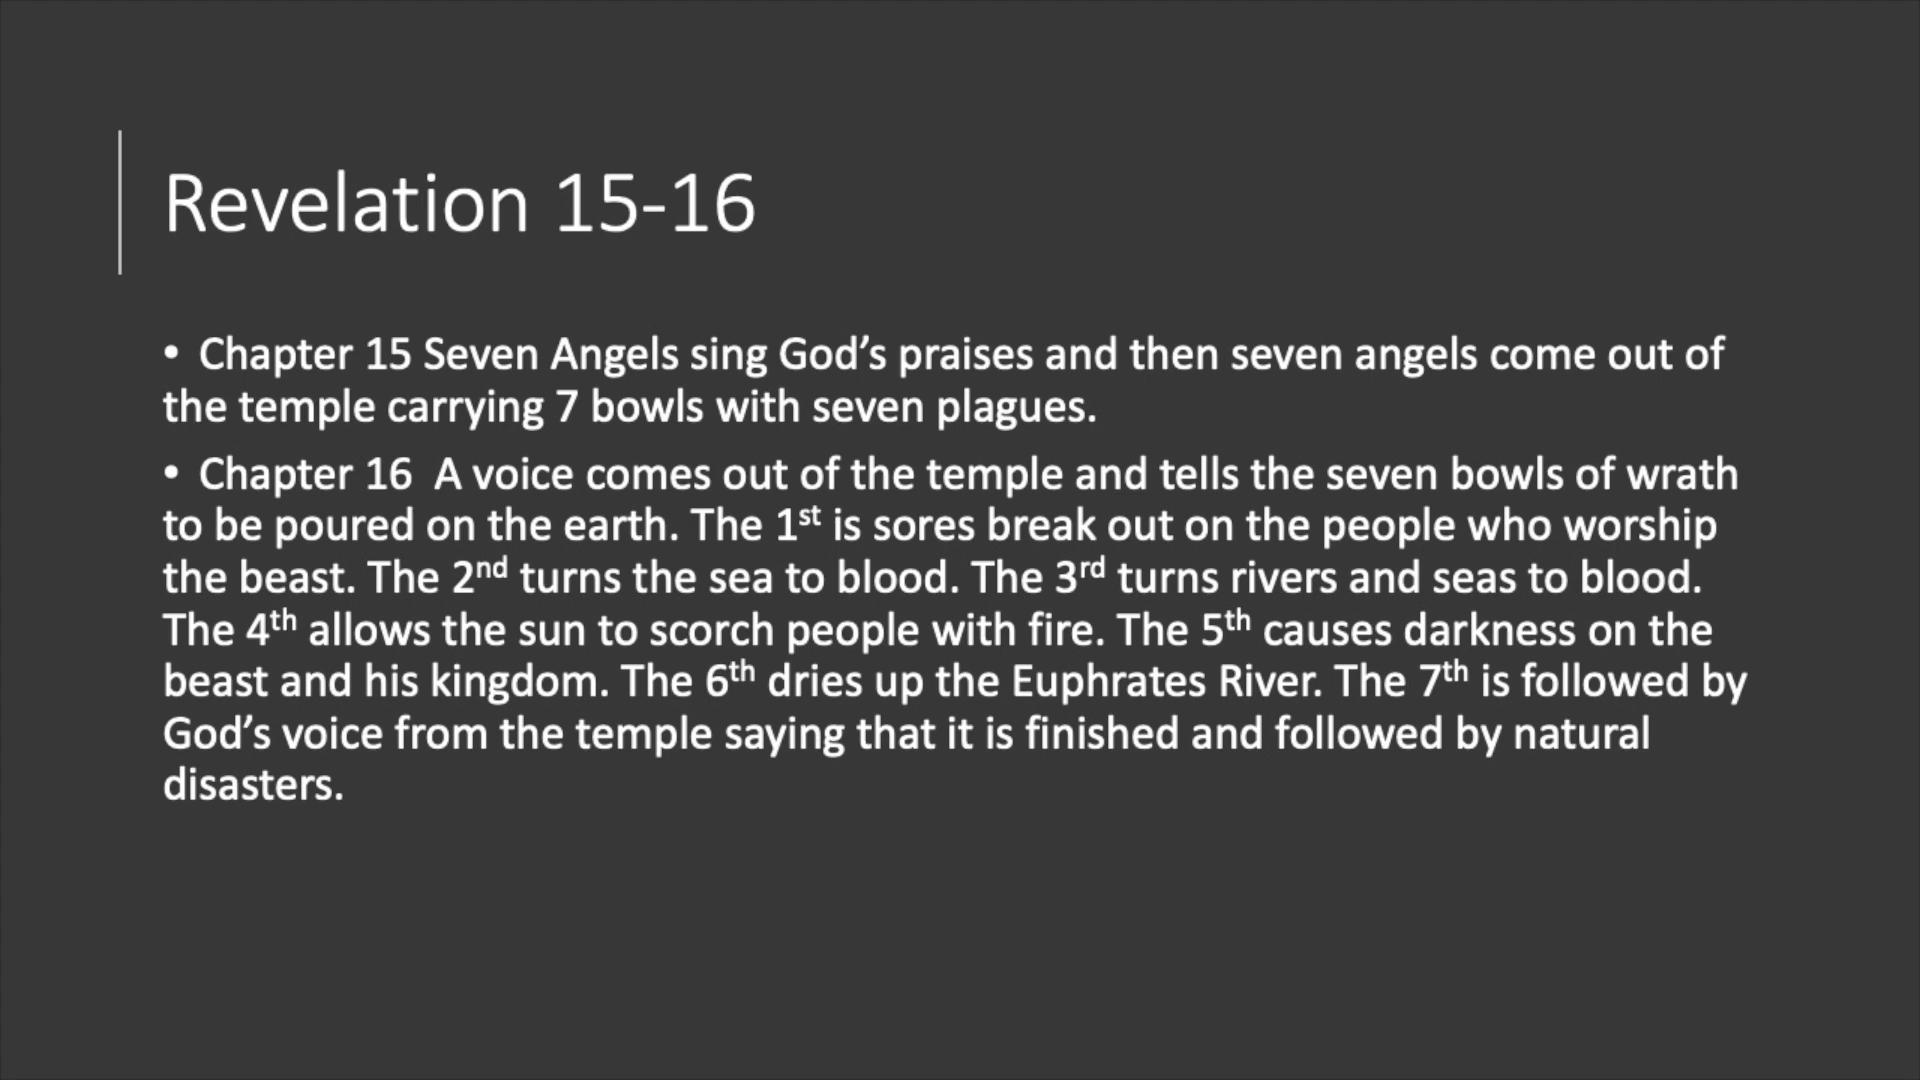 Revelation 15-16
• Chapter 15 Seven Angels sing God’s praises and then seven angels come out of
the temple carrying 7 bowls with seven plagues.
• Chapter 16  A voice comes out of the temple and tells the seven bowls of wrath
to be poured on the earth. The 1st is sores break out on the people who worship
the beast. The 2nd turns the sea to blood. The 3rd turns rivers and seas to blood.
The 4th allows the sun to scorch people with fire. The 5th causes darkness on the
beast and his kingdom. The 6th dries up the Euphrates River. The 7th is followed by
God’s voice from the temple saying that it is finished and followed by natural
disasters.